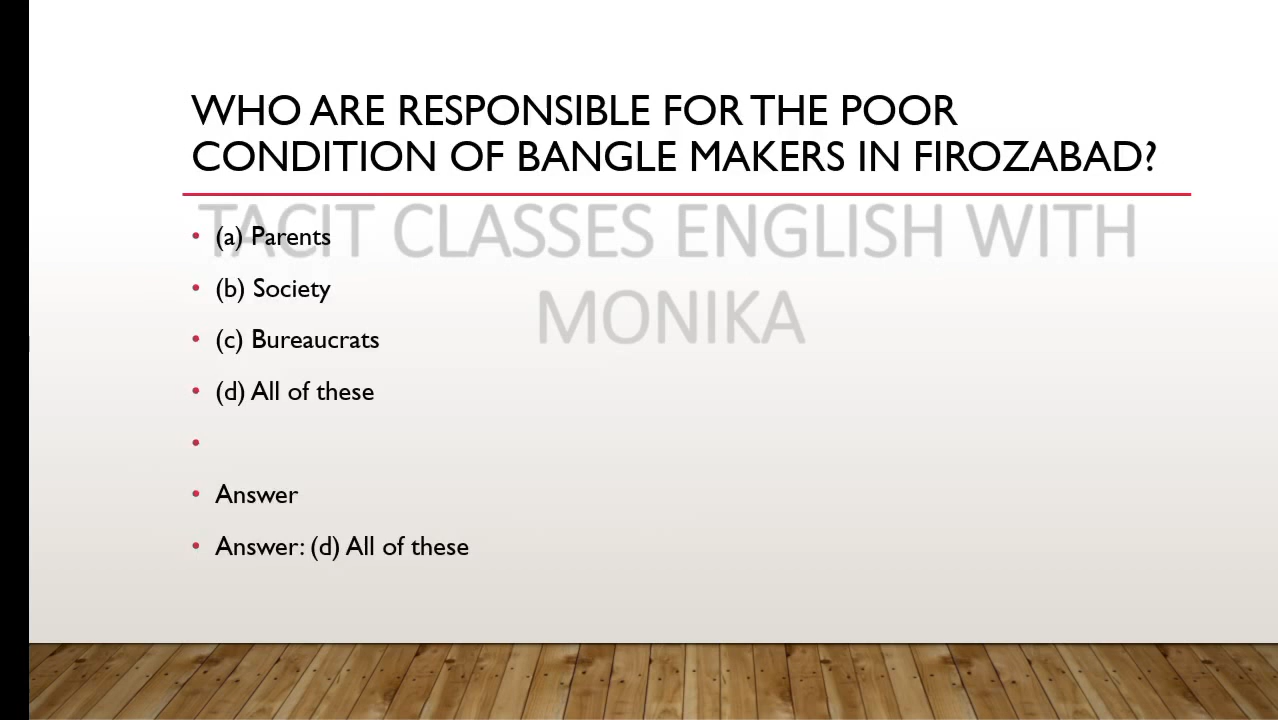 WHO ARE RESPONSIBLE FOR THE POOR
CONDITION OF BANGLE MAKERS IN FIROZABAD?
TACIT CLASSES ENGLISH WITH
MONIKA
• (a) Parents
• (b) Society
• (c) Bureaucrats
• (d) All of these
•
• Answer
• Answer: (d) All of these